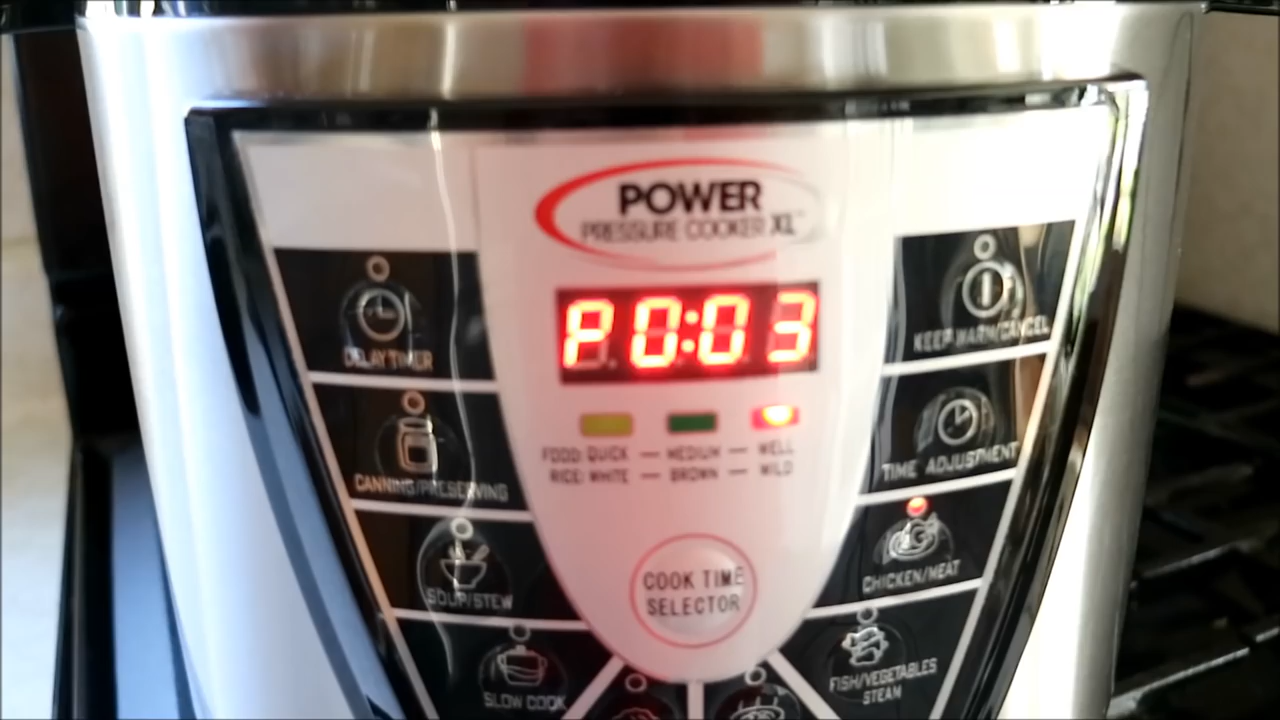 POWER
PRESSURE COOKER XL™
P0:03
DELAY TIMER
KEEP WARM/CANCEL
FOOD: QUICK — MEDIUM — WELL
RICE: WHITE — BROWN — WILD
CANNING/PRESERVING
TIME ADJUSTMENT
SOUP/STEW
CHICKEN/MEAT
COOK TIME
SELECTOR
SLOW COOK
FISH/VEGETABLES
STEAM